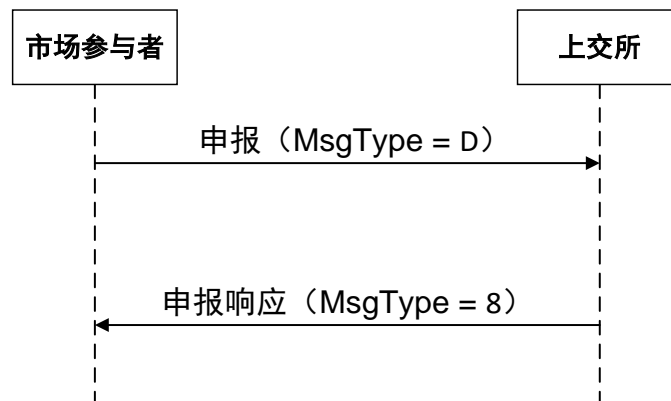 市场参与者
上交所
申报（MsgType = D）
申报响应（MsgType = 8）